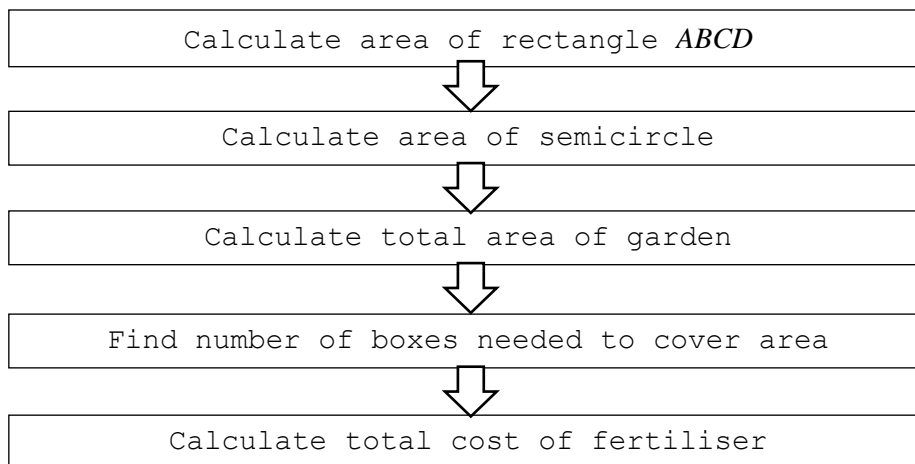 Calculate area of rectangle ABCD
Calculate area of semicircle
Calculate total area of garden
Find number of boxes needed to cover area
Calculate total cost of fertiliser